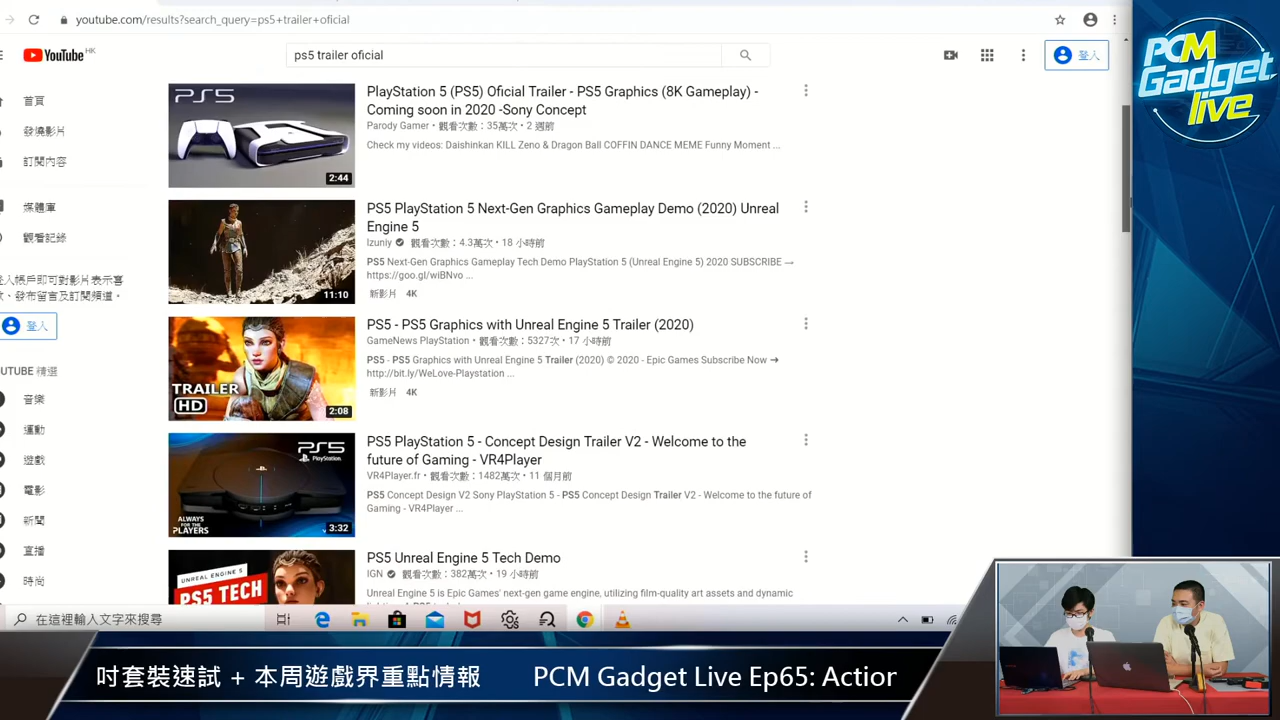 youtube.com/results?search_query=ps5+trailer+oficial
YouTube HK
ps5 trailer oficial
登入
首頁
發燒影片
訂閱內容
媒體庫
觀看記錄
登入帳戶即可對影片表示喜
、發布留言及訂閱頻道。
登入
OUTUBE 精選
音樂
運動
遊戲
電影
新聞
直播
時尚
PS5
2:44
PlayStation 5 (PS5) Oficial Trailer - PS5 Graphics (8K Gameplay) -
Coming soon in 2020 -Sony Concept
Parody Gamer • 觀看次數：35萬次 • 2 週前
Check my videos: Daishinkan KILL Zeno & Dragon Ball COFFIN DANCE MEME Funny Moment ...
11:10
PS5 PlayStation 5 Next-Gen Graphics Gameplay Demo (2020) Unreal
Engine 5
Izuniy 觀看次數：4.3萬次 • 18 小時前
PS5 Next-Gen Graphics Gameplay Tech Demo PlayStation 5 (Unreal Engine 5) 2020 SUBSCRIBE →
https://goo.gl/wiBNvo ...
新影片 4K
TRAILER
HD
2:08
PS5 - PS5 Graphics with Unreal Engine 5 Trailer (2020)
GameNews PlayStation • 觀看次數：5327次 • 17 小時前
PS5 - PS5 Graphics with Unreal Engine 5 Trailer (2020) © 2020 - Epic Games Subscribe Now ➔
http://bit.ly/WeLove-Playstation ...
新影片 4K
PS5
PlayStation
ALWAYS
FOR THE
PLAYERS
3:32
PS5 PlayStation 5 - Concept Design Trailer V2 - Welcome to the
future of Gaming - VR4Player
VR4Player.fr • 觀看次數：1482萬次 • 11 個月前
PS5 Concept Design V2 Sony PlayStation 5 - PS5 Concept Design Trailer V2 - Welcome to the future of
Gaming - VR4Player ...
UNREAL ENGINE 5
PS5 TECH
PS5 Unreal Engine 5 Tech Demo
IGN 觀看次數：382萬次 • 19 小時前
Unreal Engine 5 is Epic Games' next-gen game engine, utilizing film-quality art assets and dynamic
在這裡輸入文字來搜尋
PCM
Gadget
live
吋套裝速試 + 本周遊戲界重點情報 PCM Gadget Live Ep65: Action